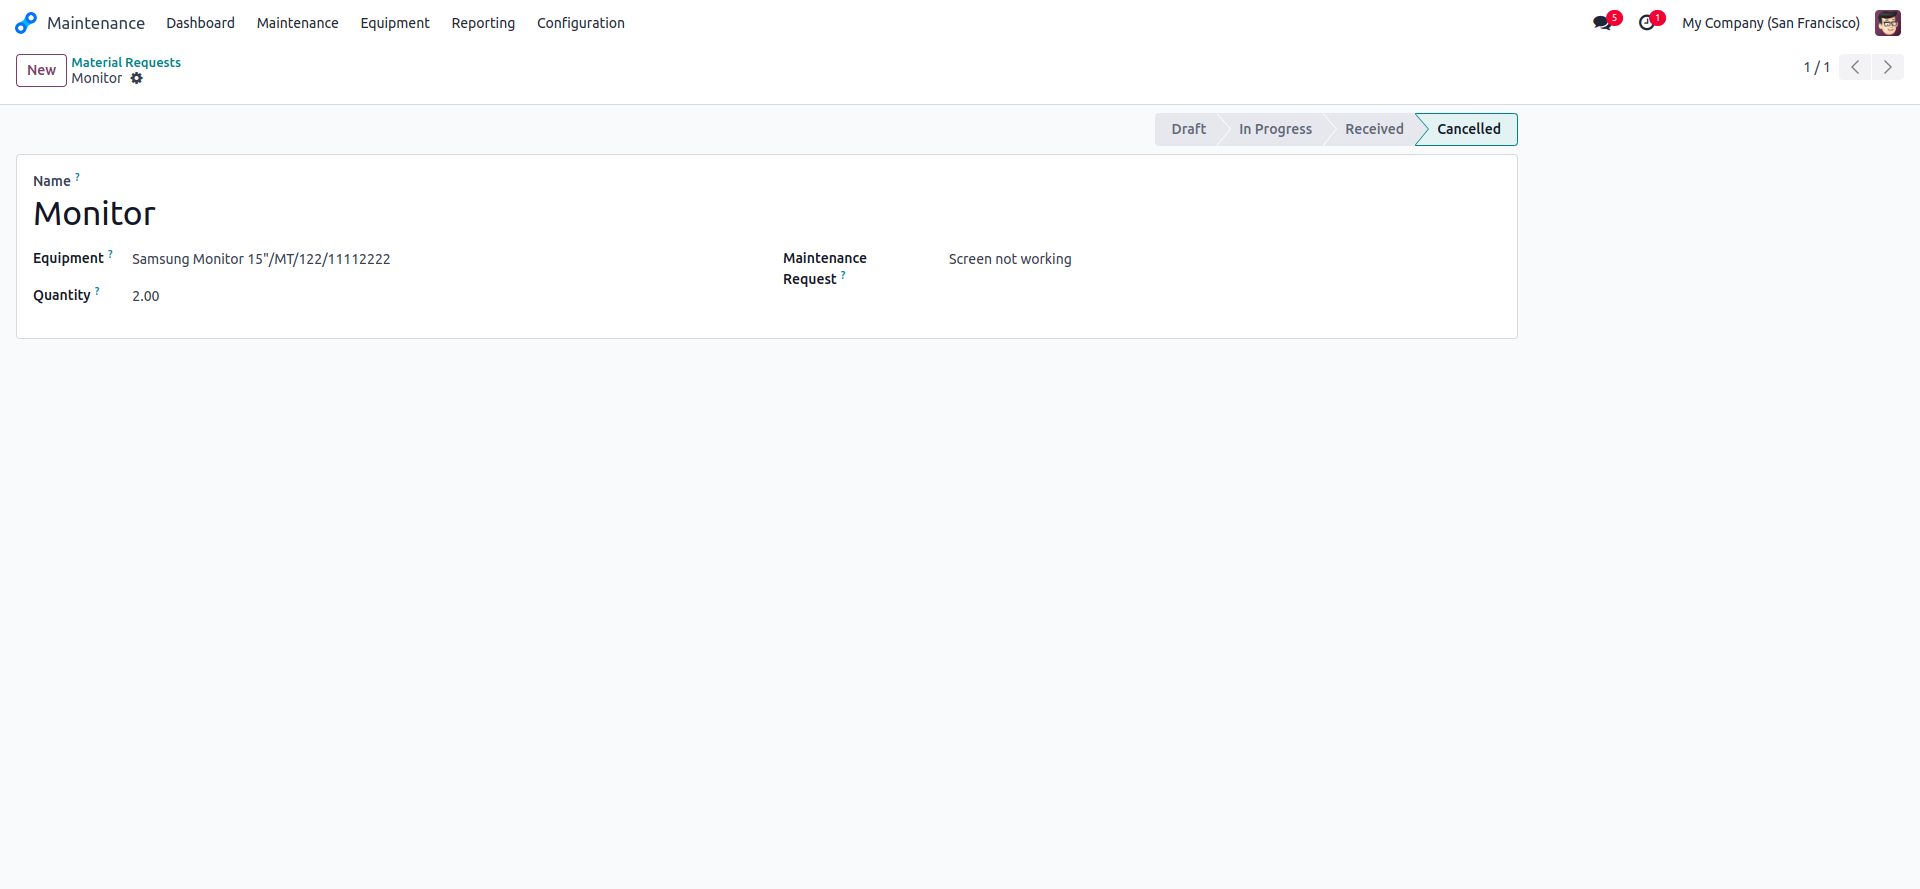 Maintenance Dashboard Maintenance Equipment Reporting Configuration 5 1 My Company (San Francisco)
New Material Requests
Monitor
1 / 1
Draft In Progress Received Cancelled
Name ?
Monitor
Equipment ? Samsung Monitor 15"/MT/122/11112222
Maintenance Request ? Screen not working
Quantity ? 2.00